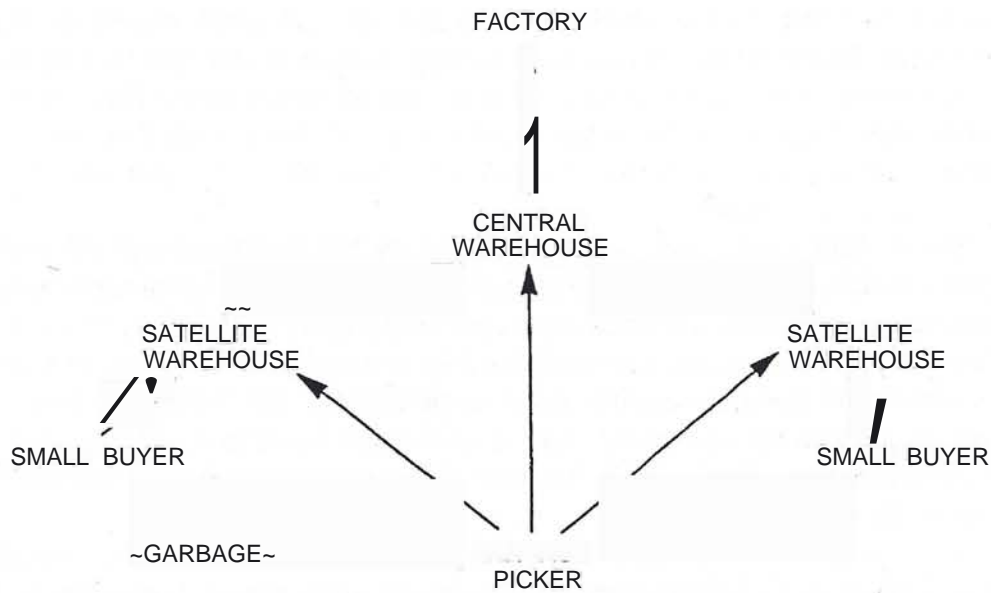 FACTORY
CENTRAL
WAREHOUSE
~~
SATELLITE
WAREHOUSE
SATELLITE
WAREHOUSE
SMALL BUYER
SMALL BUYER
~GARBAGE~
PICKER